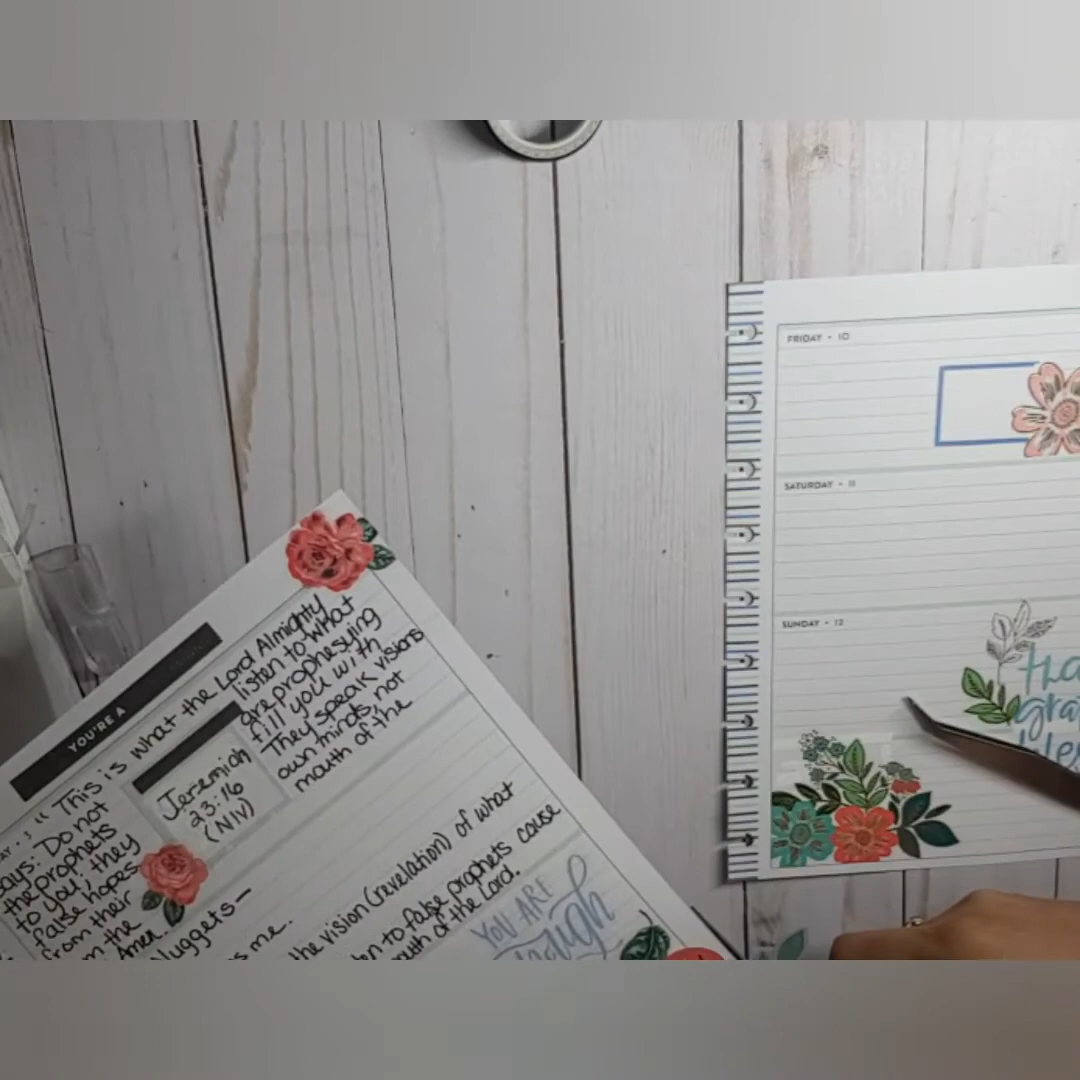 YOU'RE A
"This is what the Lord Almighty
says: Do not listen to what
the prophets are prophesying
to you; they fill you with
false hopes. They speak visions
from their own minds, not
from the mouth of the
Jeremiah
23:16
(NIV)
Nuggets—
me.
the vision (revelation) of what
to false prophets cause
of the Lord.
YOU ARE
enough
FRIDAY • 10
SATURDAY • 11
SUNDAY • 12